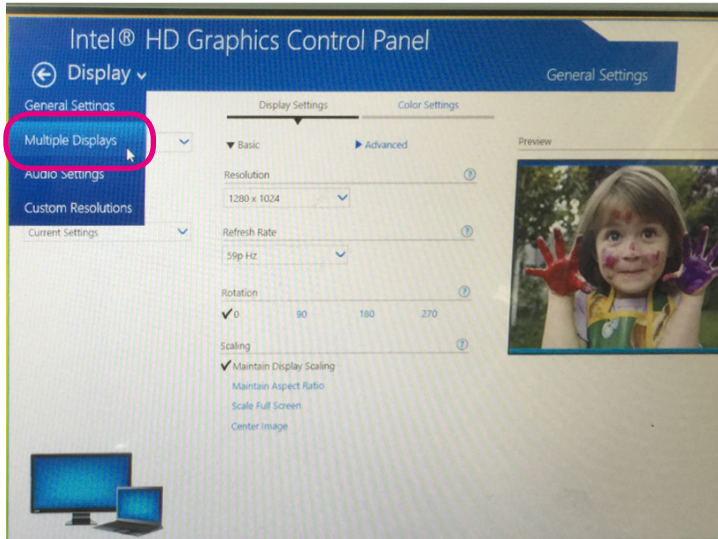 Intel® HD Graphics Control Panel
Display
General Settings
General Settings
Multiple Displays
Audio Settings
Custom Resolutions
Current Settings
Display Settings
Color Settings
Basic
Advanced
Resolution
1280 x 1024
Refresh Rate
59p Hz
Rotation
0 90 180 270
Scaling
Maintain Display Scaling
Maintain Aspect Ratio
Scale Full Screen
Center Image
Preview